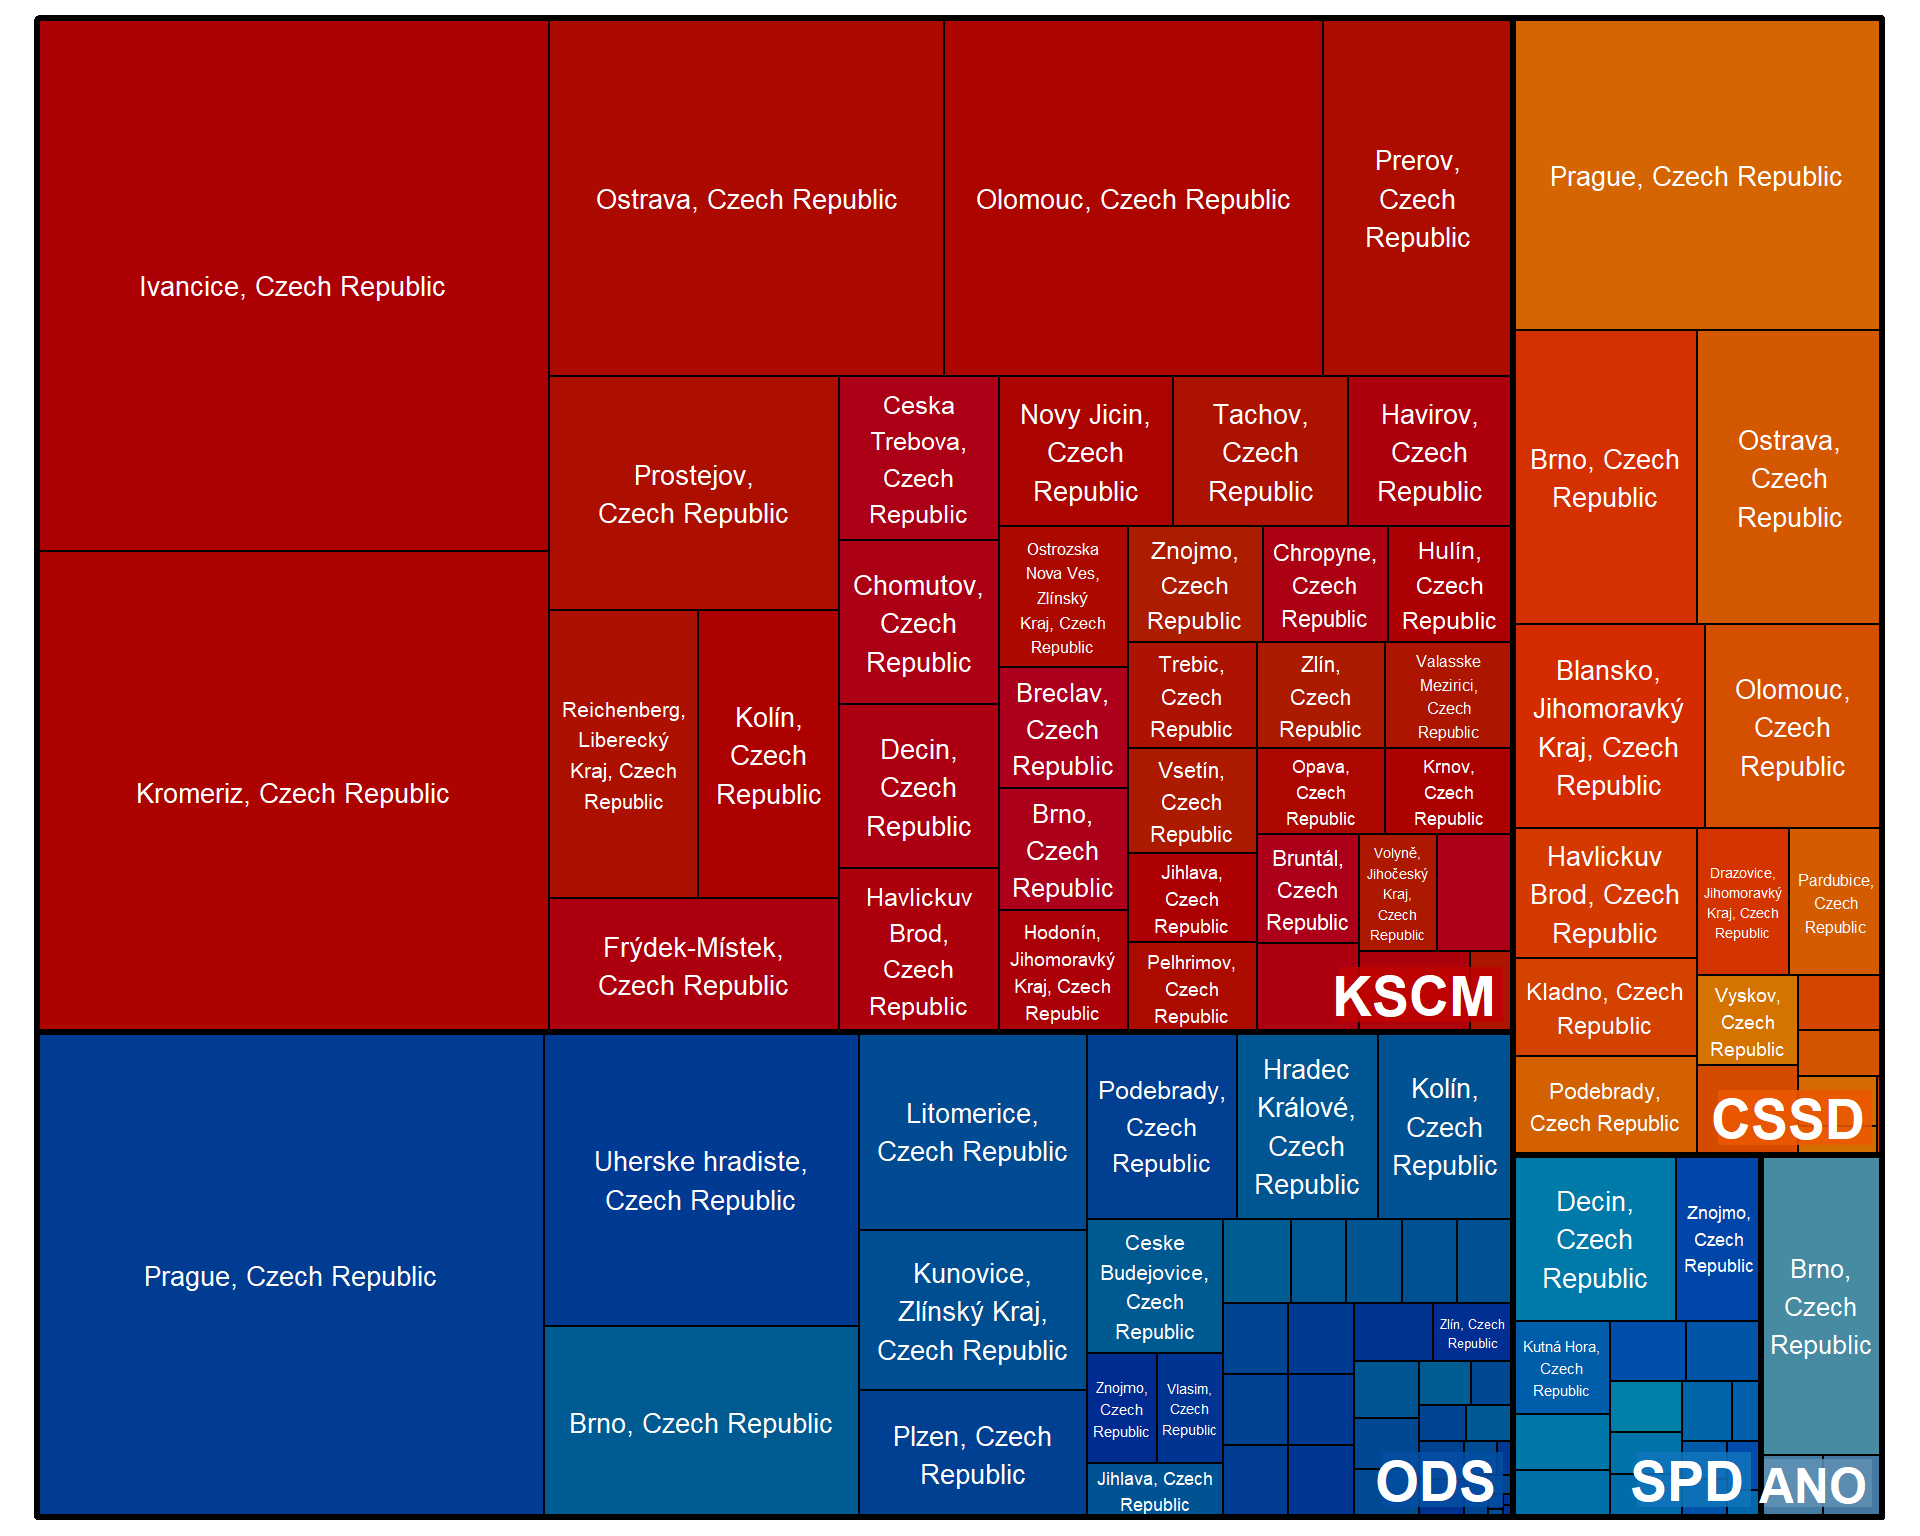 Ivancice, Czech Republic
Kromeriz, Czech Republic
Ostrava, Czech Republic
Olomouc, Czech Republic
Prerov,
Czech
Republic
Prostejov,
Czech Republic
Reichenberg,
Liberecký
Kraj, Czech
Republic
Kolín,
Czech
Republic
Frýdek-Místek,
Czech Republic
Ceska
Trebova,
Czech
Republic
Chomutov,
Czech
Republic
Decin,
Czech
Republic
Havlickuv
Brod,
Czech
Republic
Novy Jicin,
Czech
Republic
Tachov,
Czech
Republic
Havirov,
Czech
Republic
Ostrozska
Nova Ves,
Zlínský
Kraj, Czech
Republic
Breclav,
Czech
Republic
Brno,
Czech
Republic
Hodonín,
Jihomoravký
Kraj, Czech
Republic
Znojmo,
Czech
Republic
Chropyne,
Czech
Republic
Hulín,
Czech
Republic
Trebic,
Czech
Republic
Zlín,
Czech
Republic
Valasske
Mezirici,
Czech
Republic
Vsetín,
Czech
Republic
Opava,
Czech
Republic
Krnov,
Czech
Republic
Jihlava,
Czech
Republic
Pelhrimov,
Czech
Republic
Bruntál,
Czech
Republic
Volyně,
Jihočeský
Kraj,
Czech
Republic
KSCM
Prague, Czech Republic
Uherske hradiste,
Czech Republic
Brno, Czech Republic
Litomerice,
Czech Republic
Kunovice,
Zlínský Kraj,
Czech Republic
Plzen, Czech
Republic
Podebrady,
Czech
Republic
Hradec
Králové,
Czech
Republic
Kolín,
Czech
Republic
Ceske
Budejovice,
Czech
Republic
Znojmo,
Czech
Republic
Vlasim,
Czech
Republic
Jihlava, Czech
Republic
Zlín, Czech
Republic
ODS
Prague, Czech Republic
Brno, Czech
Republic
Ostrava,
Czech
Republic
Blansko,
Jihomoravký
Kraj, Czech
Republic
Olomouc,
Czech
Republic
Havlickuv
Brod, Czech
Republic
Drazovice,
Jihomoravký
Kraj, Czech
Republic
Pardubice,
Czech
Republic
Kladno, Czech
Republic
Vyskov,
Czech
Republic
Podebrady,
Czech Republic
CSSD
Decin,
Czech
Republic
Znojmo,
Czech
Republic
Kutná Hora,
Czech
Republic
SPD
Brno,
Czech
Republic
ANO